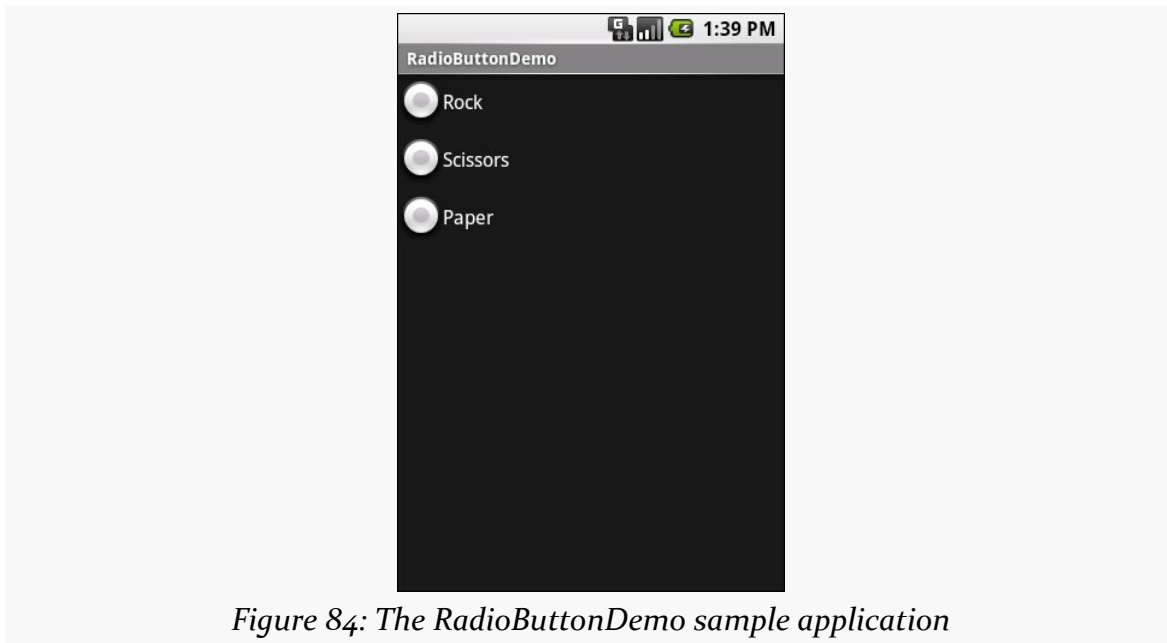 1:39 PM
RadioButtonDemo
Rock
Scissors
Paper
Figure 84: The RadioButtonDemo sample application